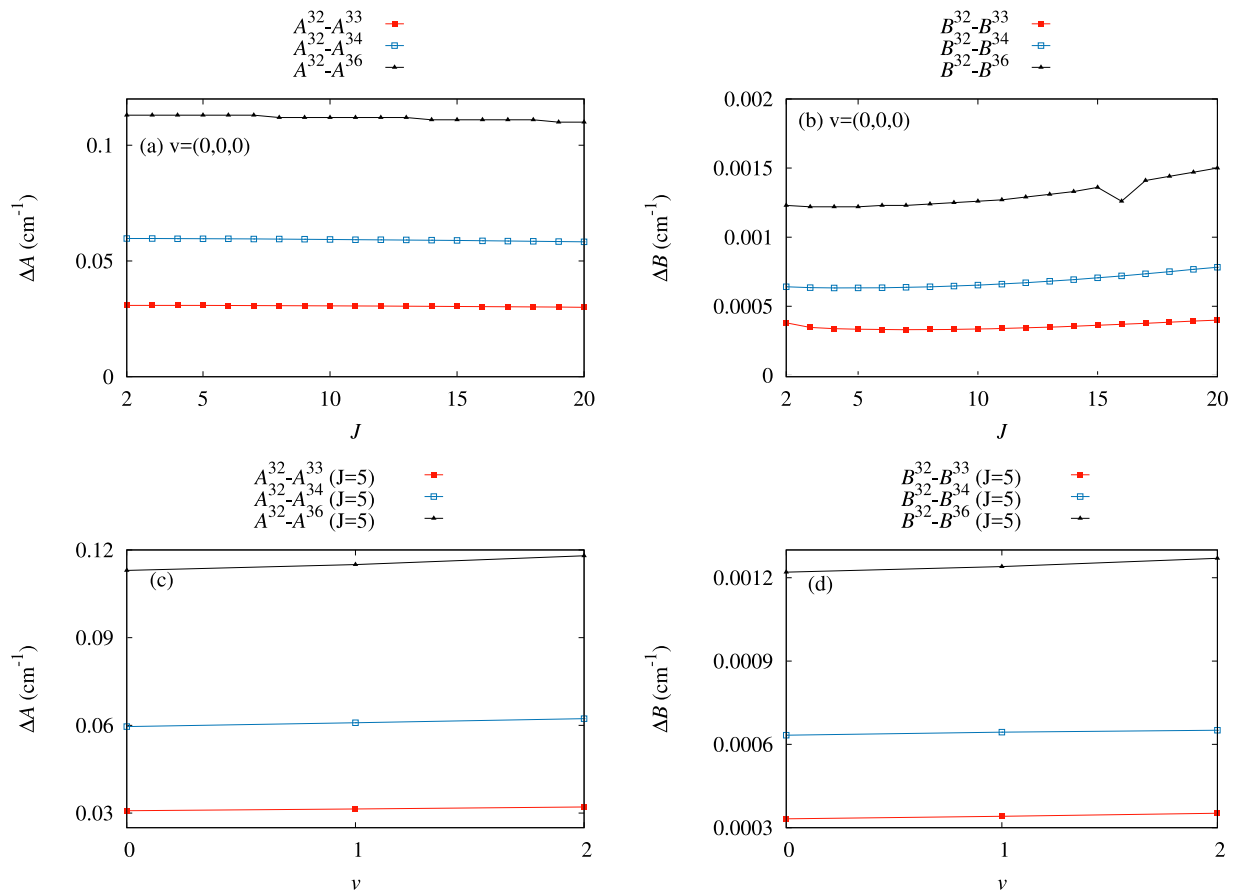 A³²-A³³
A³²-A³⁴
A³²-A³⁶
0.1
0.05
0
(a) v=(0,0,0)
ΔA (cm⁻¹)
2 5 10 15 20
J
B³²-B³³
B³²-B³⁴
B³²-B³⁶
0.002
0.0015
0.001
0.0005
0
(b) v=(0,0,0)
ΔB (cm⁻¹)
2 5 10 15 20
J
A³²-A³³ (J=5)
A³²-A³⁴ (J=5)
A³²-A³⁶ (J=5)
0.12
0.09
0.06
0.03
(c)
ΔA (cm⁻¹)
0 1 2
v
B³²-B³³ (J=5)
B³²-B³⁴ (J=5)
B³²-B³⁶ (J=5)
0.0012
0.0009
0.0006
0.0003
(d)
ΔB (cm⁻¹)
0 1 2
v